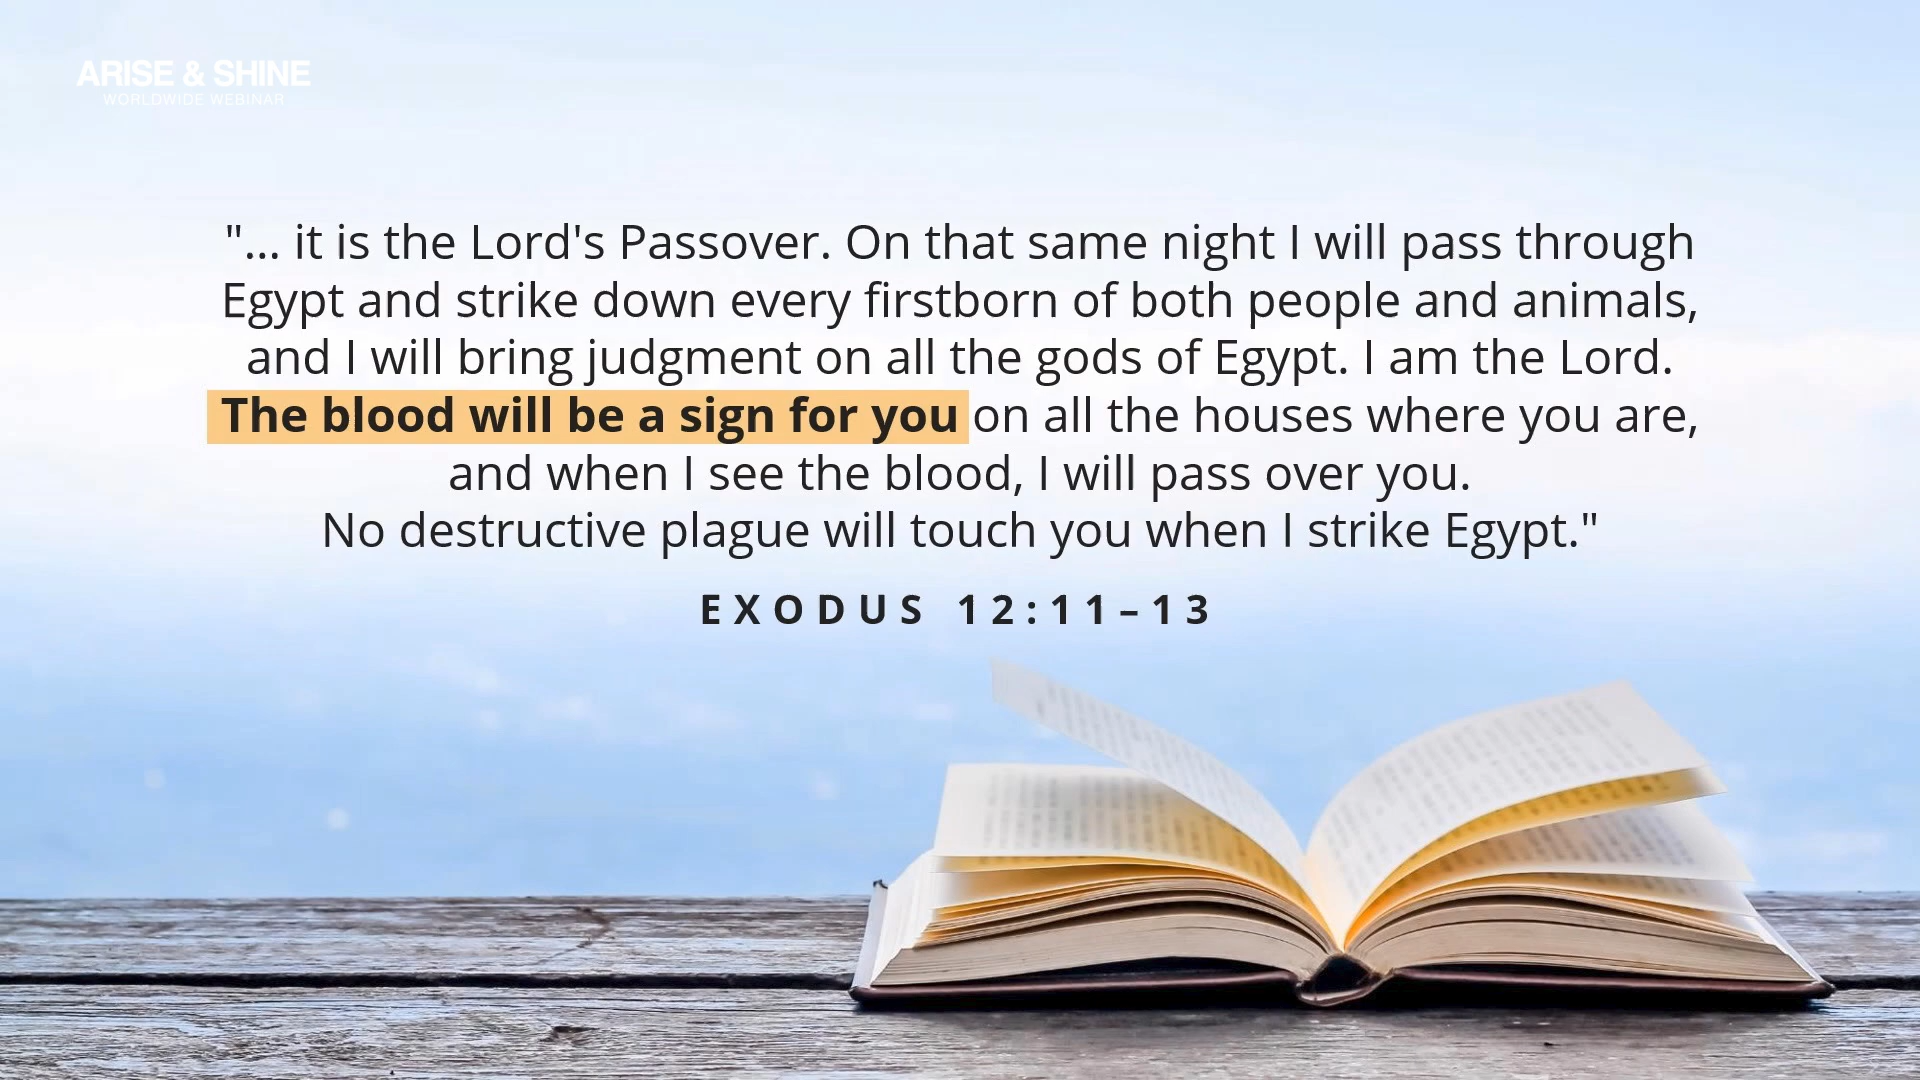 ARISE & SHINE
WORLDWIDE WEBINAR
"... it is the Lord's Passover. On that same night I will pass through
Egypt and strike down every firstborn of both people and animals,
and I will bring judgment on all the gods of Egypt. I am the Lord.
The blood will be a sign for you on all the houses where you are,
and when I see the blood, I will pass over you.
No destructive plague will touch you when I strike Egypt."
EXODUS 12:11–13